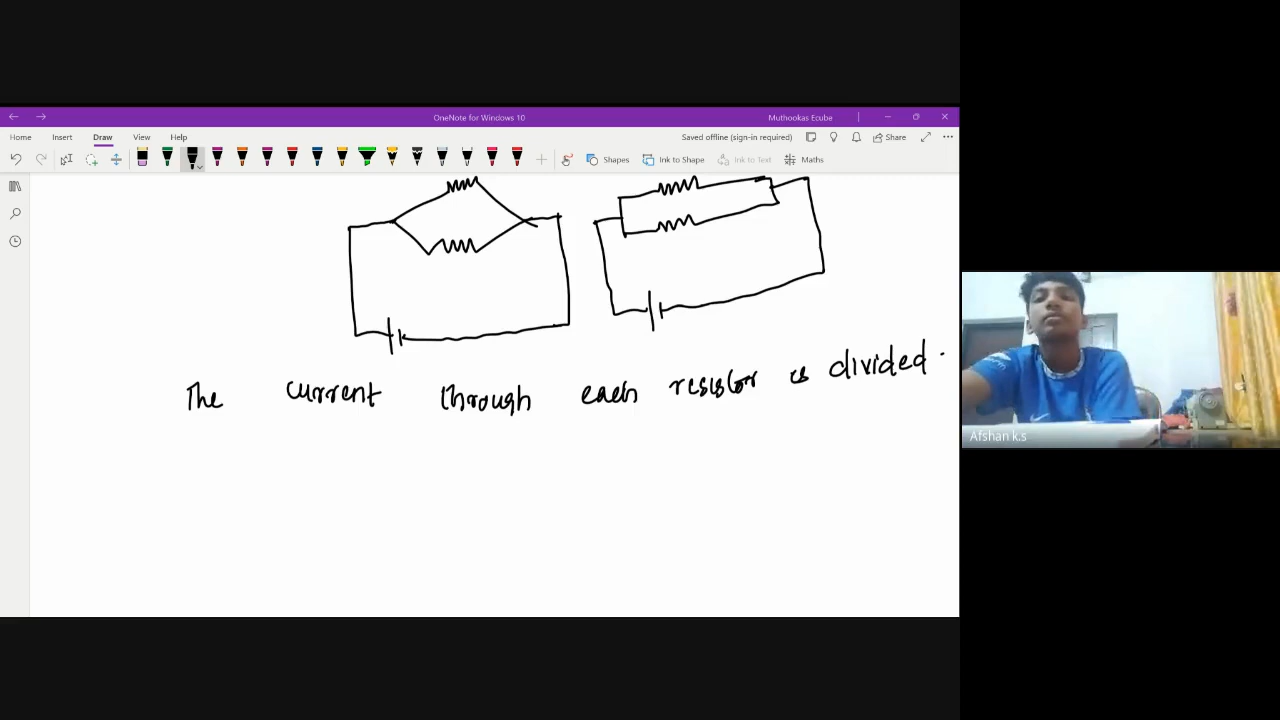 OneNote for Windows 10
Muthookas Ecube
Home Insert Draw View Help
Saved offline (sign-in required)
Share
Shapes
Ink to Shape
Ink to Text
Maths
The current through each resistor is divided.
Afshan k.s